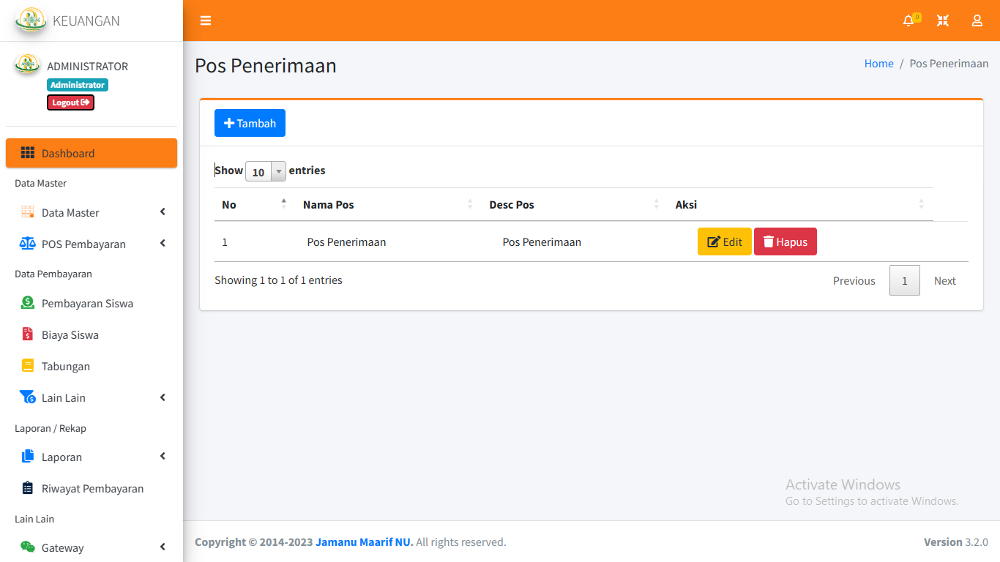 KEUANGAN
0
ADMINISTRATOR
Administrator
Logout
Dashboard
Data Master
Data Master
POS Pembayaran
Data Pembayaran
Pembayaran Siswa
Biaya Siswa
Tabungan
Lain Lain
Laporan / Rekap
Laporan
Riwayat Pembayaran
Lain Lain
Gateway
Pos Penerimaan
Home / Pos Penerimaan
Tambah
Show 10 entries
No Nama Pos Desc Pos Aksi
1 Pos Penerimaan Pos Penerimaan Edit Hapus
Showing 1 to 1 of 1 entries Previous 1 Next
Activate Windows
Go to Settings to activate Windows.
Copyright © 2014-2023 Jamanu Maarif NU. All rights reserved. Version 3.2.0